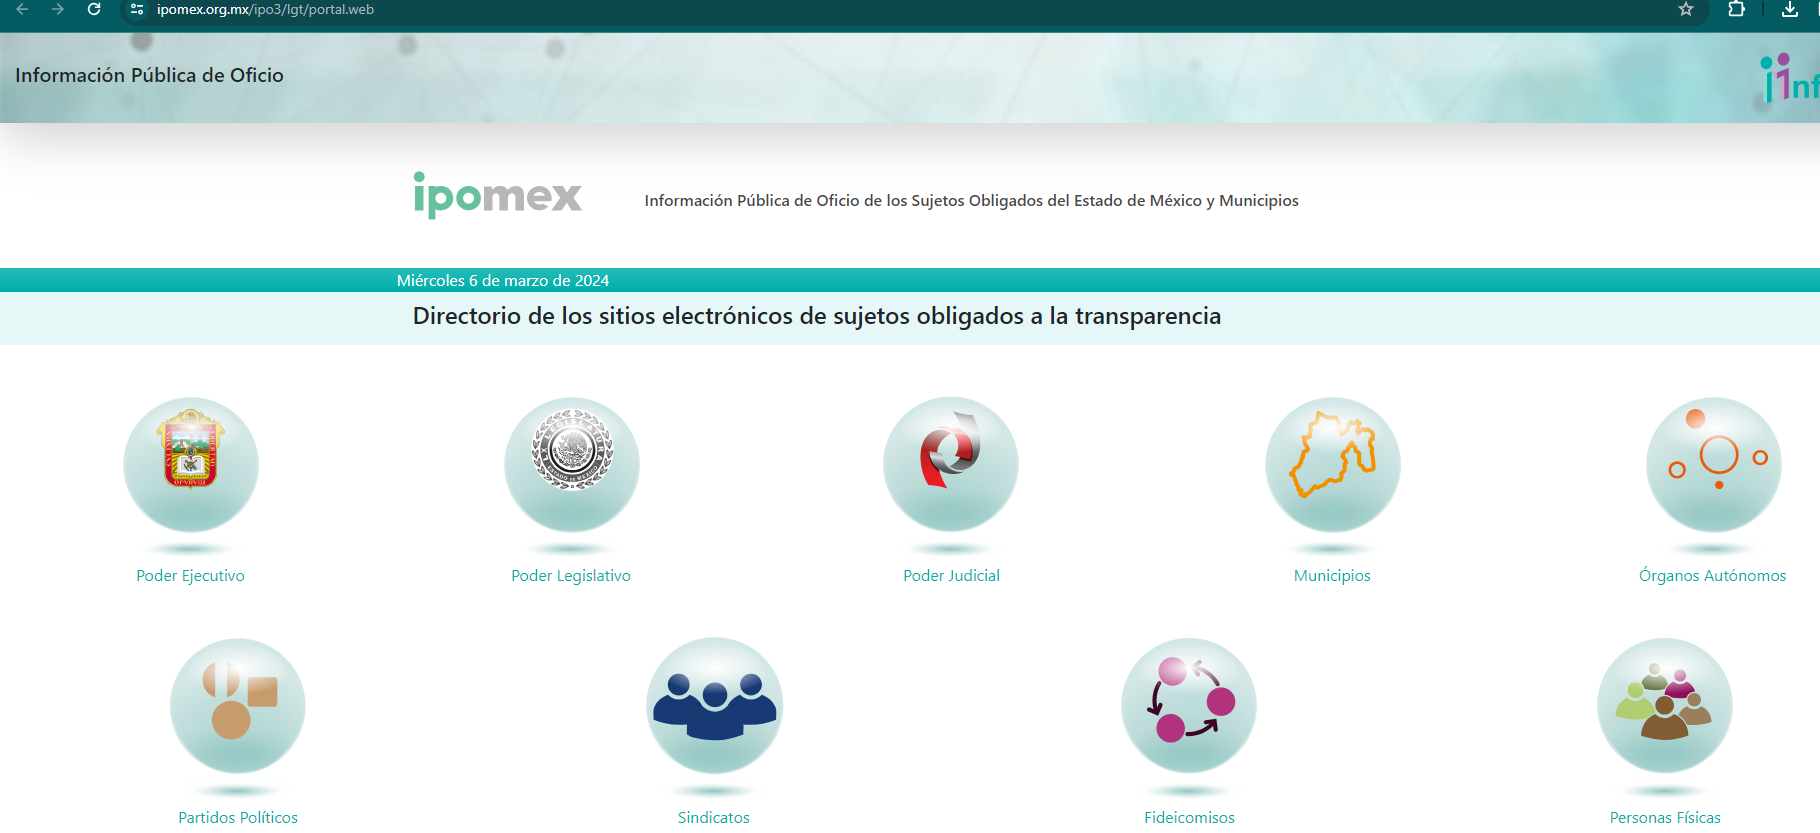 ipomex.org.mx/ipo3/lgt/portal.web
Información Pública de Oficio
inf
ipomex
Información Pública de Oficio de los Sujetos Obligados del Estado de México y Municipios
Miércoles 6 de marzo de 2024
Directorio de los sitios electrónicos de sujetos obligados a la transparencia
Poder Ejecutivo
Poder Legislativo
Poder Judicial
Municipios
Órganos Autónomos
Partidos Políticos
Sindicatos
Fideicomisos
Personas Físicas